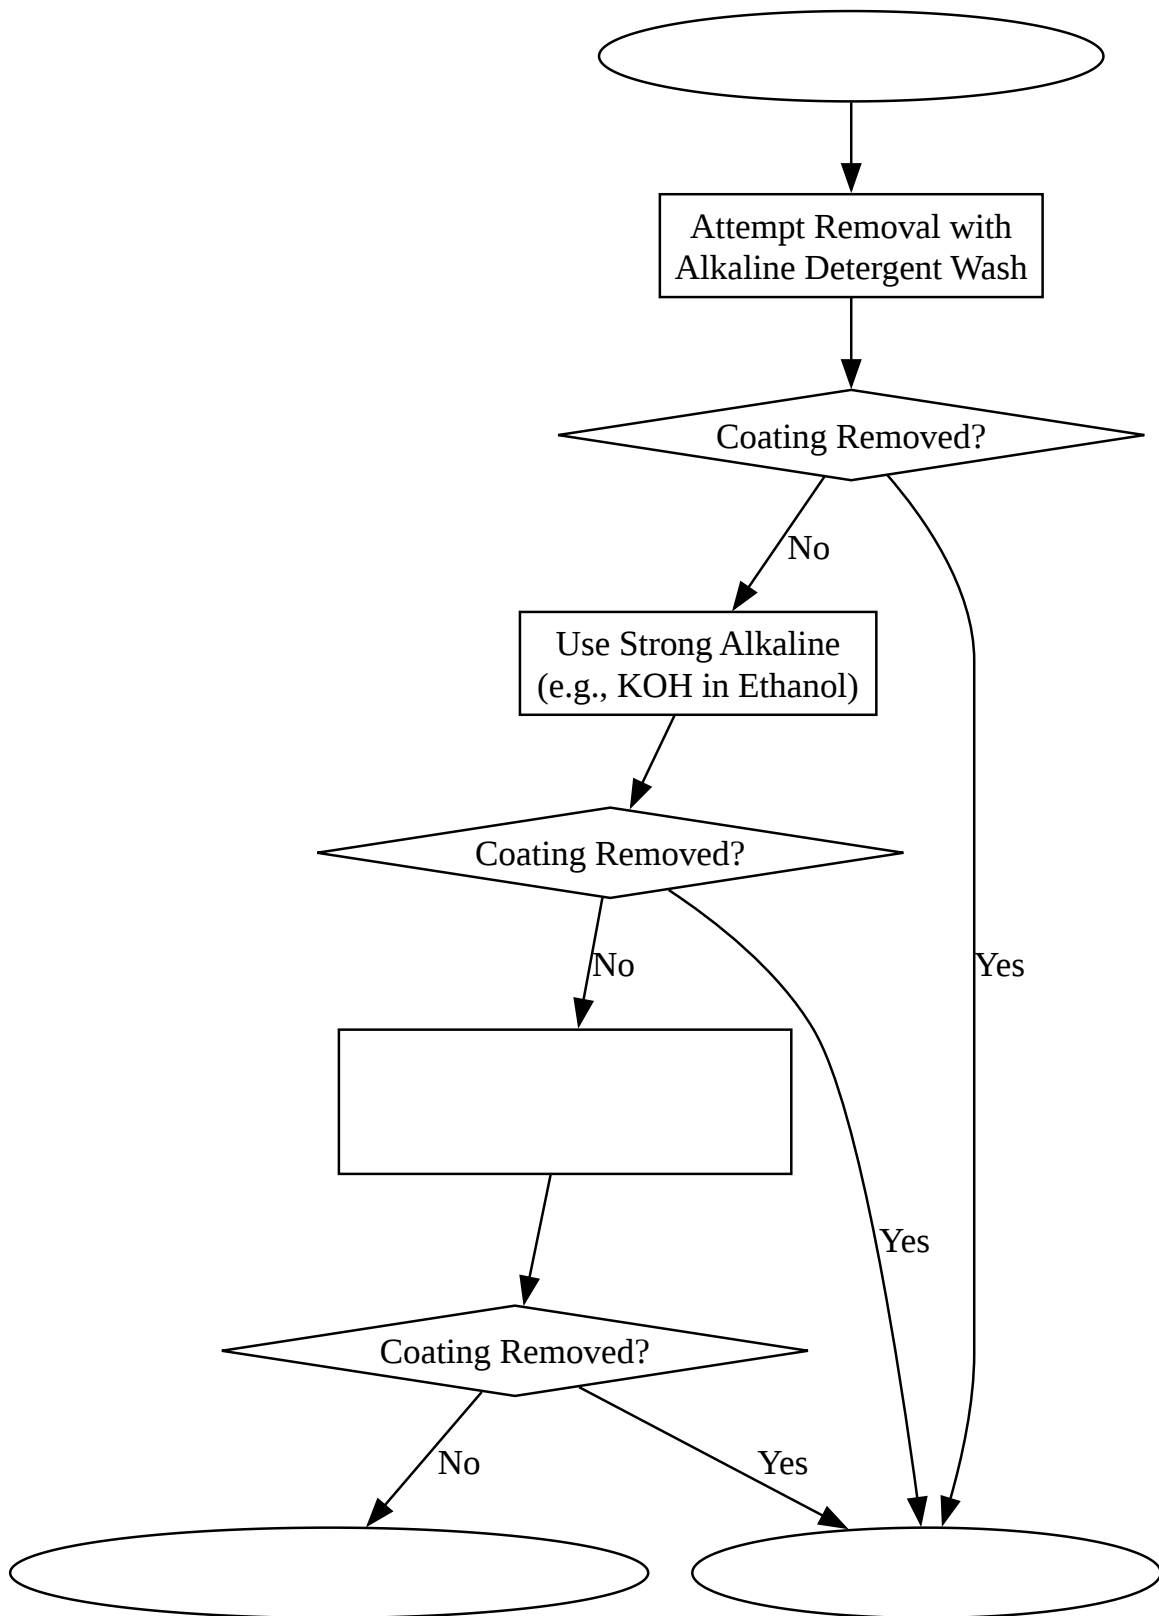 Attempt Removal with
Alkaline Detergent Wash
Coating Removed?
No
Use Strong Alkaline
(e.g., KOH in Ethanol)
Coating Removed?
No
Yes
Yes
Coating Removed?
No
Yes